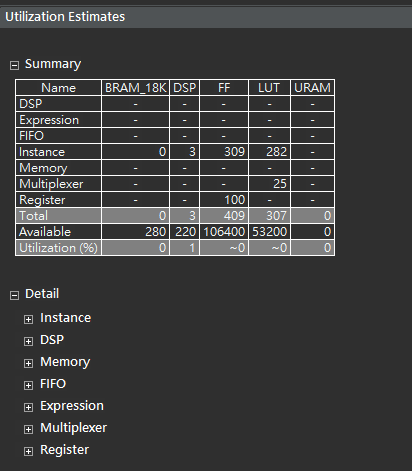 Utilization Estimates
Summary
Name BRAM_18K DSP FF LUT URAM
DSP - - - - -
Expression - - - - -
FIFO - - - - -
Instance 0 3 309 282 -
Memory - - - - -
Multiplexer - - - 25 -
Register - - 100 - -
Total 0 3 409 307 0
Available 280 220 106400 53200 0
Utilization (%) 0 1 ~0 ~0 0
Detail
Instance
DSP
Memory
FIFO
Expression
Multiplexer
Register